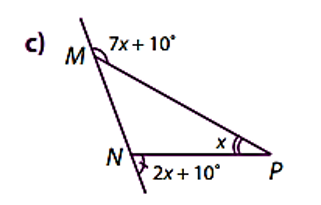 c)
M 7x + 10°
N x P
2x + 10°